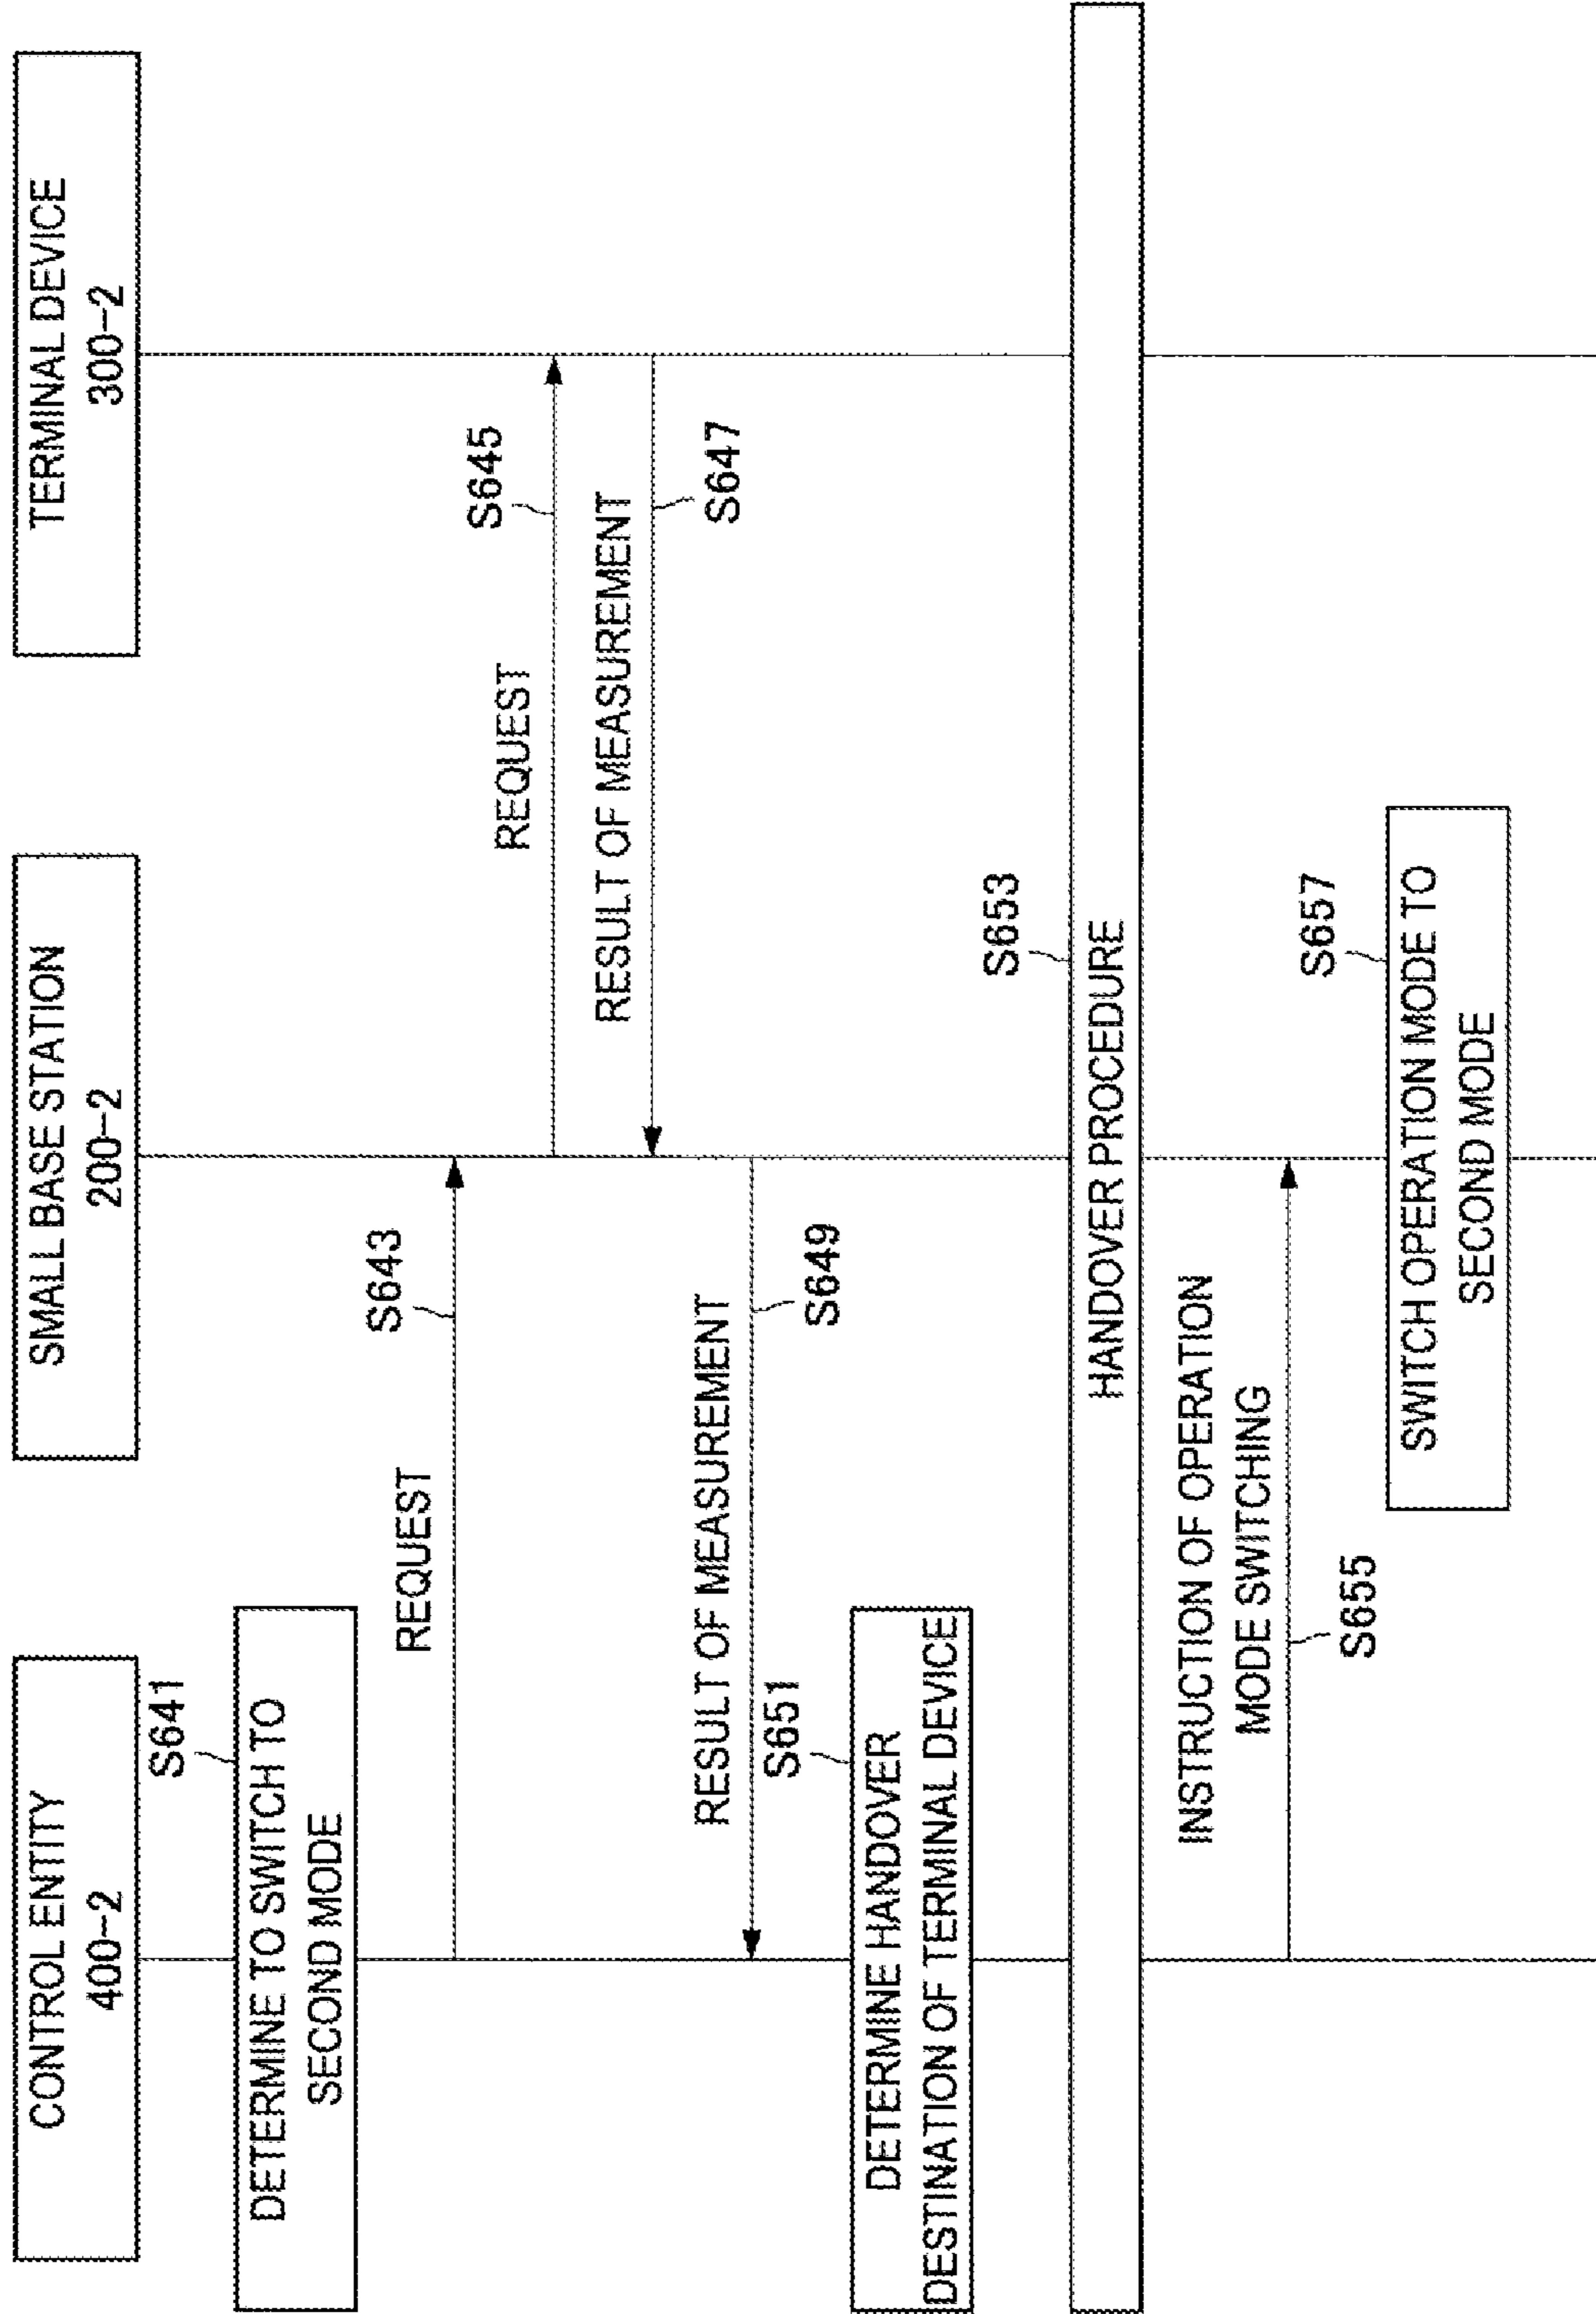 CONTROL ENTITY
400-2
SMALL BASE STATION
200-2
TERMINAL DEVICE
300-2
S641
DETERMINE TO SWITCH TO
SECOND MODE
S643
REQUEST
S645
REQUEST
RESULT OF MEASUREMENT
S647
RESULT OF MEASUREMENT
S649
S651
DETERMINE HANDOVER
DESTINATION OF TERMINAL DEVICE
S653
HANDOVER PROCEDURE
INSTRUCTION OF OPERATION
MODE SWITCHING
S655
S657
SWITCH OPERATION MODE TO
SECOND MODE